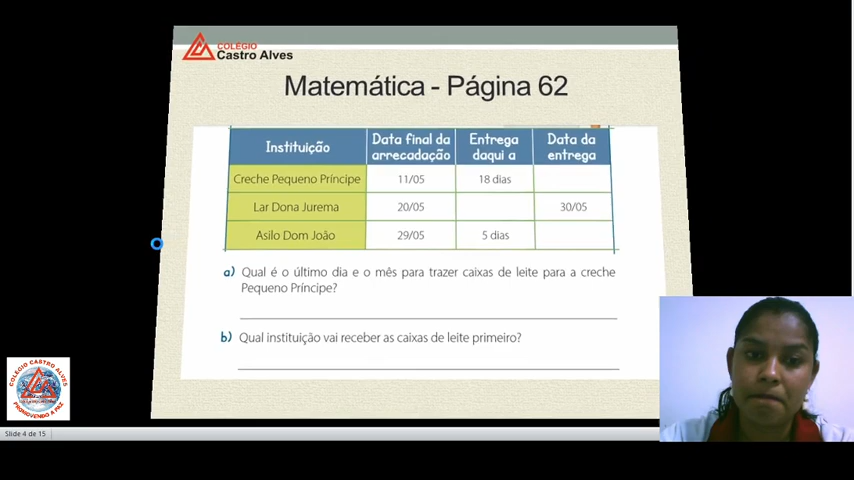 COLÉGIO
Castro Alves
Matemática - Página 62
Instituição Data final da arrecadação Entrega daqui a Data da entrega
Creche Pequeno Príncipe 11/05 18 dias
Lar Dona Jurema 20/05 30/05
Asilo Dom João 29/05 5 dias
a) Qual é o último dia e o mês para trazer caixas de leite para a creche
Pequeno Príncipe?
b) Qual instituição vai receber as caixas de leite primeiro?
COLÉGIO CASTRO ALVES
PROMOVENDO A PAZ
Slide 4 de 15